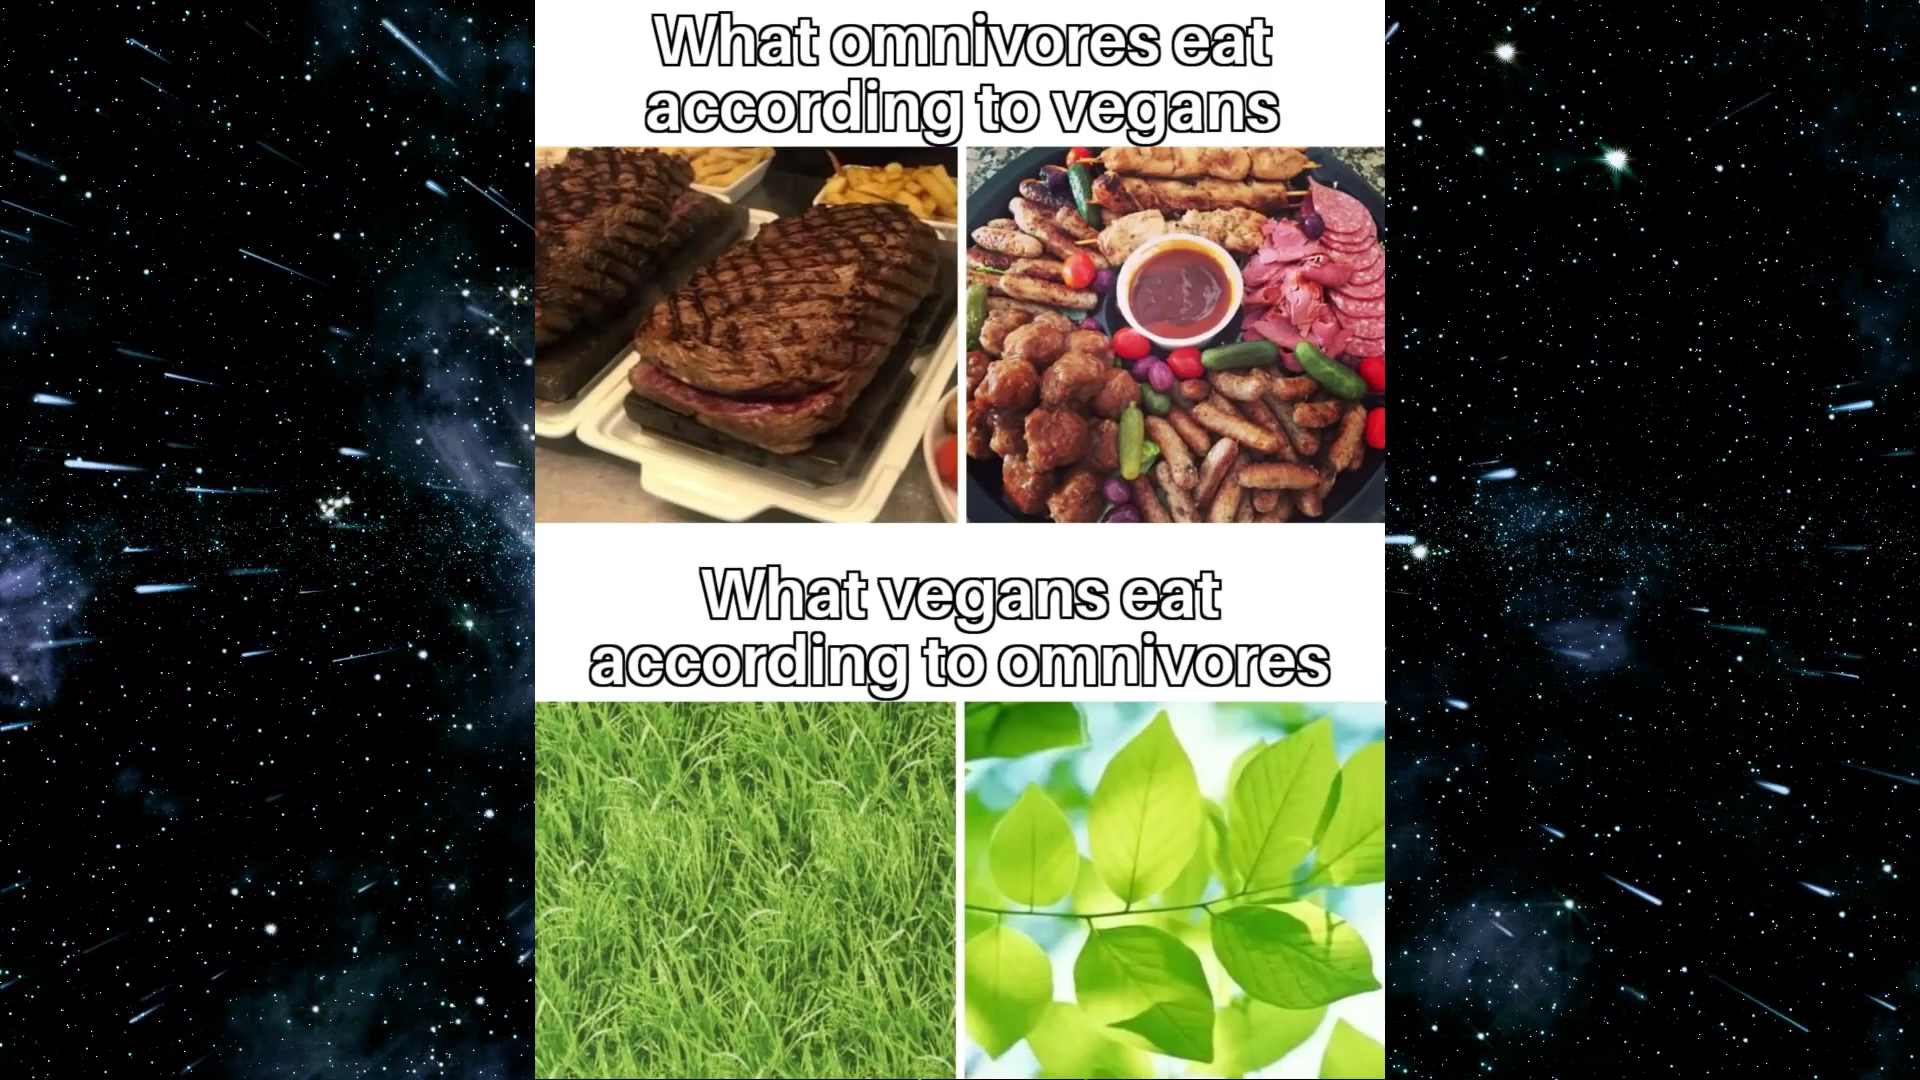 What omnivores eat
according to vegans
What vegans eat
according to omnivores